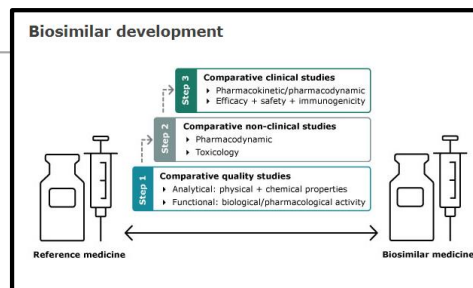 Biosimilar development
Step 3
Comparative clinical studies
Pharmacokinetic/pharmacodynamic
Efficacy + safety + immunogenicity
Step 2
Comparative non-clinical studies
Pharmacodynamic
Toxicology
Step 1
Comparative quality studies
Analytical: physical + chemical properties
Functional: biological/pharmacological activity
Reference medicine
Biosimilar medicine